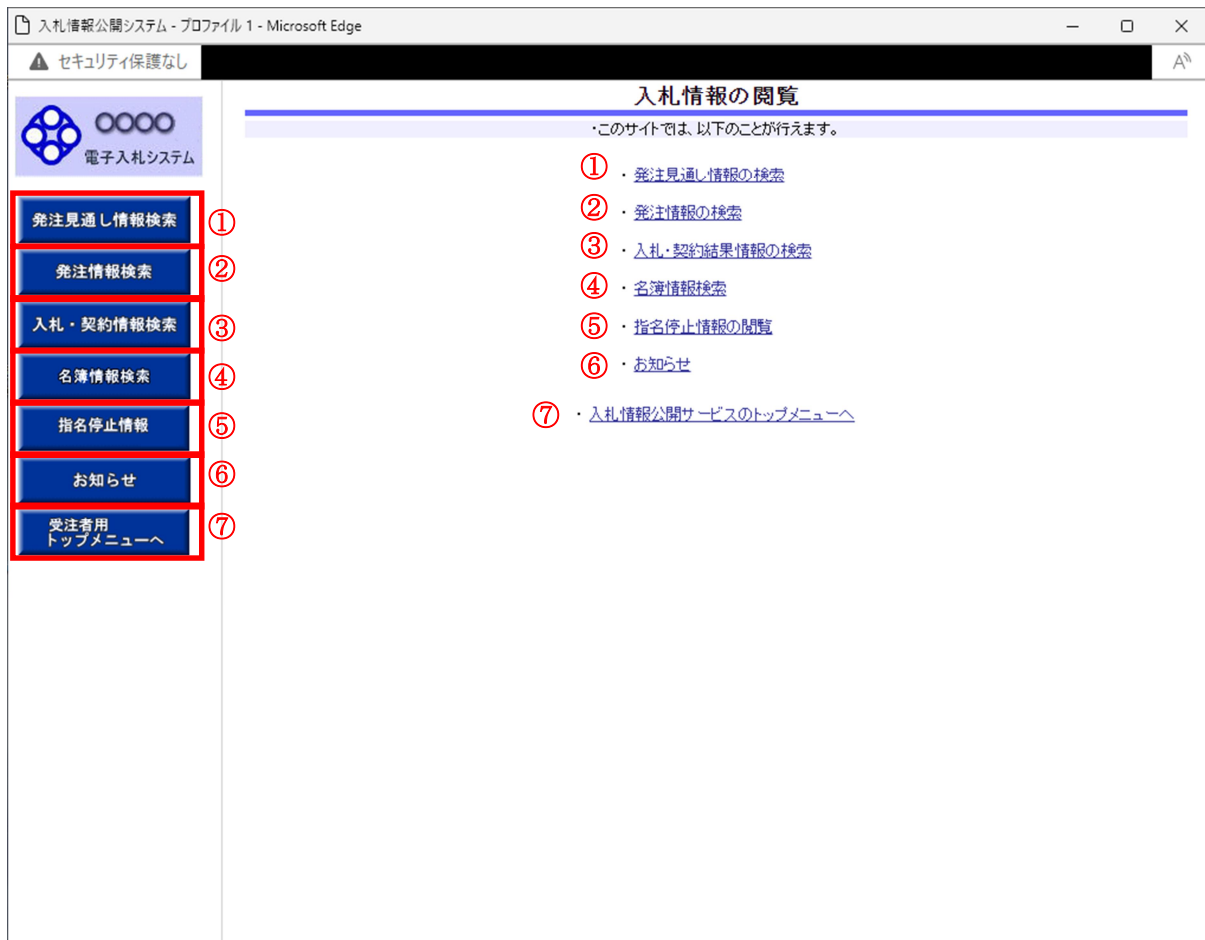 入札情報公開システム - プロファイル 1 - Microsoft Edge
セキュリティ保護なし
A
〇〇〇〇
電子入札システム
発注見通し情報検索 ①
発注情報検索 ②
入札・契約情報検索 ③
名簿情報検索 ④
指名停止情報 ⑤
お知らせ ⑥
受注者用
トップメニューへ ⑦
入札情報の閲覧
・このサイトでは、以下のことが行えます。
① ・ 発注見通し情報の検索
② ・ 発注情報の検索
③ ・ 入札・契約結果情報の検索
④ ・ 名簿情報検索
⑤ ・ 指名停止情報の閲覧
⑥ ・ お知らせ
⑦ ・ 入札情報公開サービスのトップメニューへ